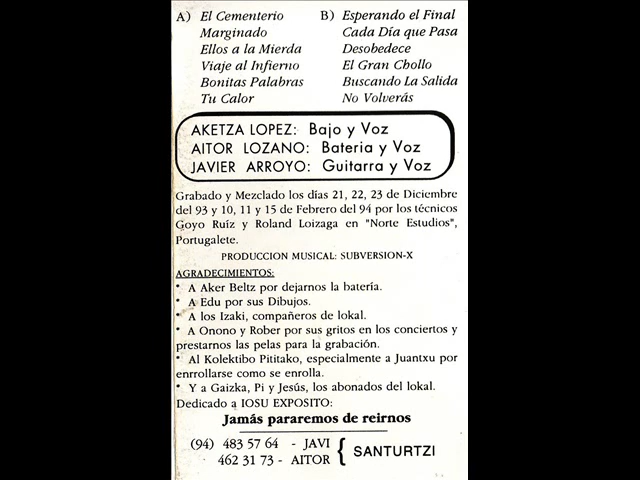 A) El Cementerio
Marginado
Ellos a la Mierda
Viaje al Infierno
Bonitas Palabras
Tu Calor
B) Esperando el Final
Cada Día que Pasa
Desobedece
El Gran Chollo
Buscando La Salida
No Volverás
AKETZA LOPEZ: Bajo y Voz
AITOR LOZANO: Bateria y Voz
JAVIER ARROYO: Guitarra y Voz
Grabado y Mezclado los días 21, 22, 23 de Diciembre
del 93 y 10, 11 y 15 de Febrero del 94 por los técnicos
Goyo Ruíz y Roland Loizaga en "Norte Estudios",
Portugalete.
PRODUCCION MUSICAL: SUBVERSION-X
AGRADECIMIENTOS:
* A Aker Beltz por dejarnos la batería.
* A Edu por sus Dibujos.
* A los Izaki, compañeros de lokal.
* A Onono y Rober por sus gritos en los conciertos y
prestarnos las pelas para la grabación.
* Al Kolektibo Pititako, especialmente a Juantxu por
enrrollarse como se enrolla.
* Y a Gaizka, Pi y Jesús, los abonados del lokal.
Dedicado a IOSU EXPOSITO:
Jamás pararemos de reirnos
(94) 483 57 64 - JAVI
462 31 73 - AITOR { SANTURTZI